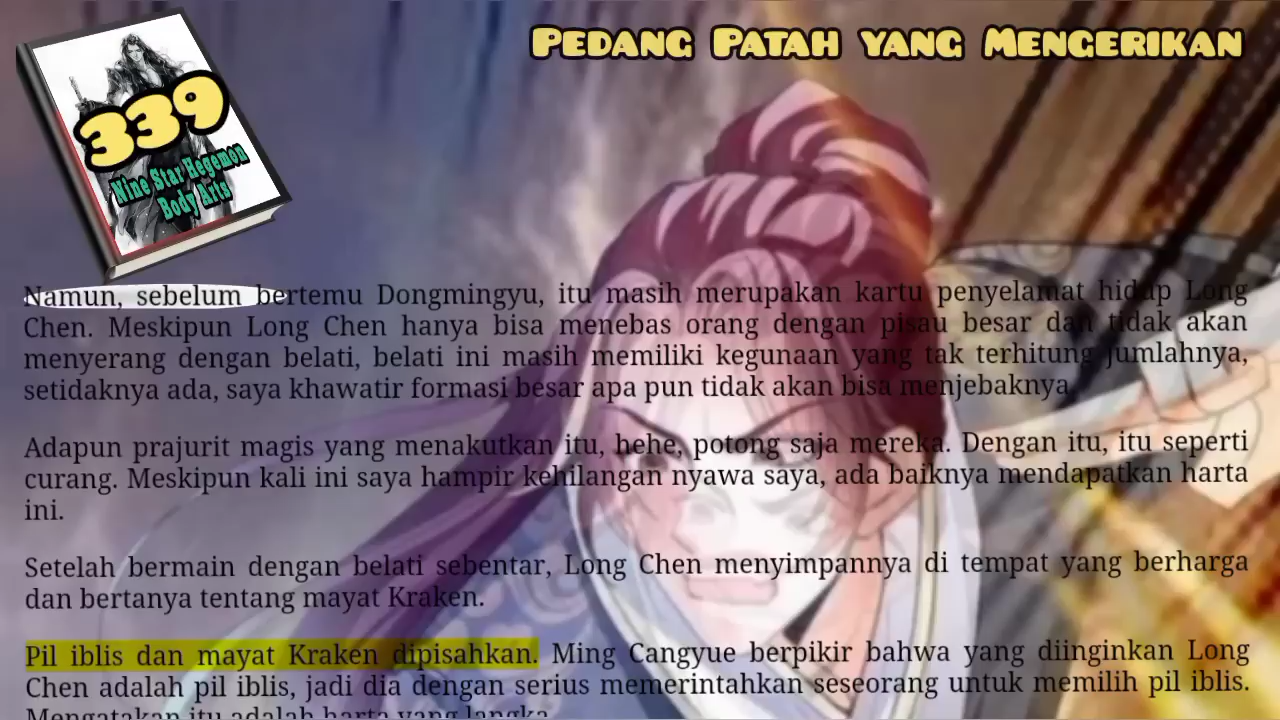 Pedang Patah yang Mengerikan
339
Nine Star Hegemon
Body Arts
Namun, sebelum bertemu Dongmingyu, itu masih merupakan kartu penyelamat hidup Long
Chen. Meskipun Long Chen hanya bisa menebas orang dengan pisau besar dan tidak akan
menyerang dengan belati, belati ini masih memiliki kegunaan yang tak terhitung jumlahnya,
setidaknya ada, saya khawatir formasi besar apa pun tidak akan bisa menjebaknya.
Adapun prajurit magis yang menakutkan itu, hehe, potong saja mereka. Dengan itu, itu seperti
curang. Meskipun kali ini saya hampir kehilangan nyawa saya, ada baiknya mendapatkan harta
ini.
Setelah bermain dengan belati sebentar, Long Chen menyimpannya di tempat yang berharga
dan bertanya tentang mayat Kraken.
Pil iblis dan mayat Kraken dipisahkan. Ming Cangyue berpikir bahwa yang diinginkan Long
Chen adalah pil iblis, jadi dia dengan serius memerintahkan seseorang untuk memilih pil iblis.
Mengatakan itu adalah harta yang langka